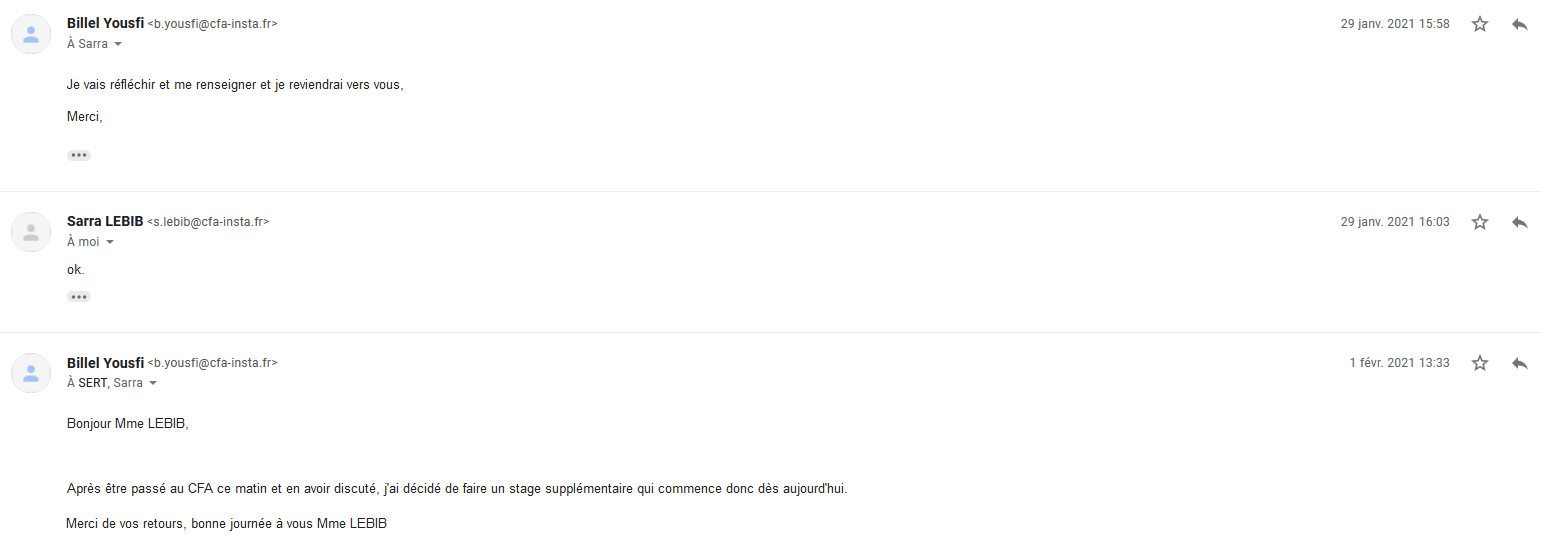 Billel Yousfi <b.yousfi@cfa-insta.fr> 29 janv. 2021 15:58
À Sarra
Je vais réfléchir et me renseigner et je reviendrai vers vous,
Merci,
Sarra LEBIB <s.lebib@cfa-insta.fr> 29 janv. 2021 16:03
À moi
ok.
Billel Yousfi <b.yousfi@cfa-insta.fr> 1 févr. 2021 13:33
À SERT, Sarra
Bonjour Mme LEBIB,
Après être passé au CFA ce matin et en avoir discuté, j'ai décidé de faire un stage supplémentaire qui commence donc dès aujourd'hui.
Merci de vos retours, bonne journée à vous Mme LEBIB